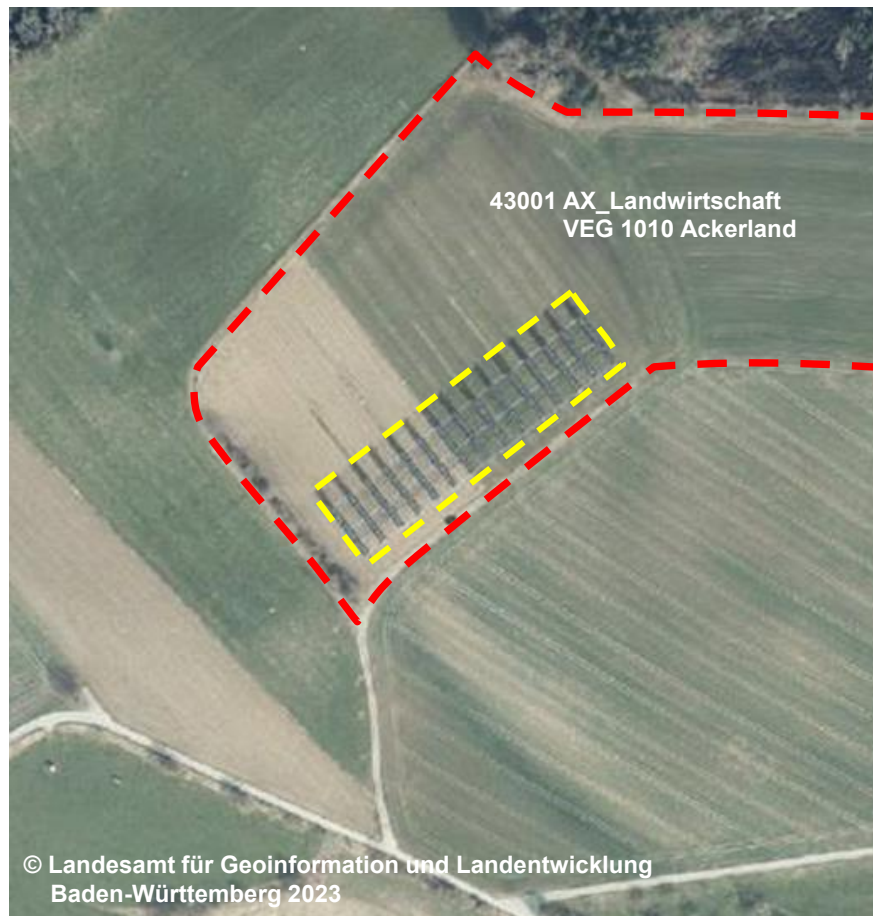 43001 AX_Landwirtschaft
VEG 1010 Ackerland
© Landesamt für Geoinformation und Landentwicklung
Baden-Württemberg 2023